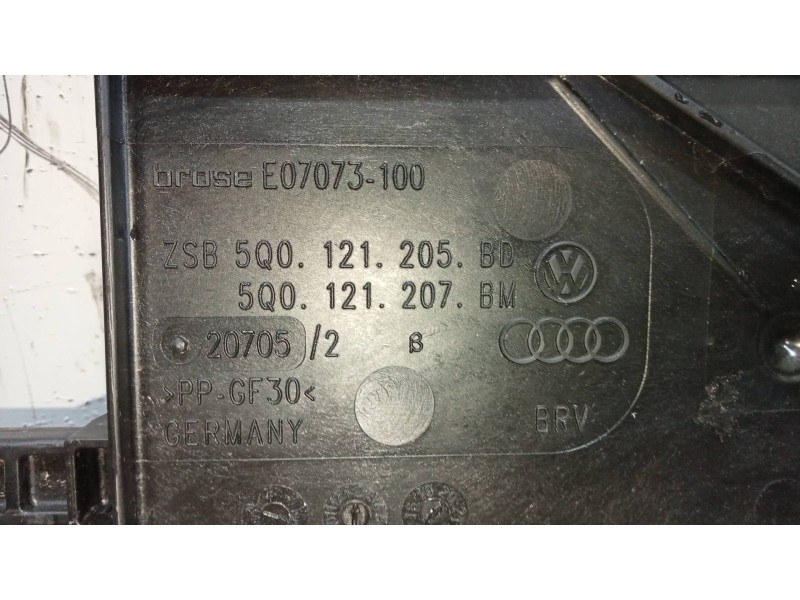 brose E07073-100
ZSB 5Q0.121.205.BD
5Q0.121.207.BM
20705/2 B
>PP-GF30<
GERMANY BRV